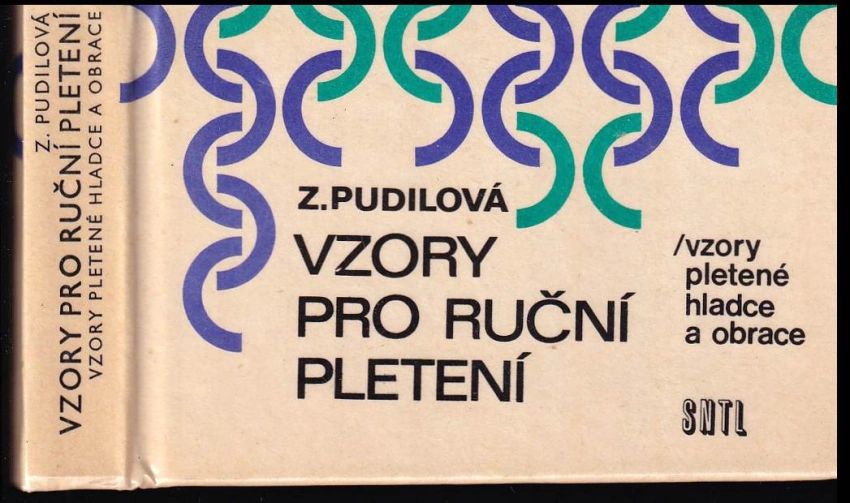 Z. PUDILOVÁ
VZORY PRO RUČNÍ PLETENÍ
VZORY PLETENÉ HLADCE A OBRACE
Z.PUDILOVÁ
VZORY
PRO RUČNÍ
PLETENÍ
/vzory
pletené
hladce
a obrace
SNTL